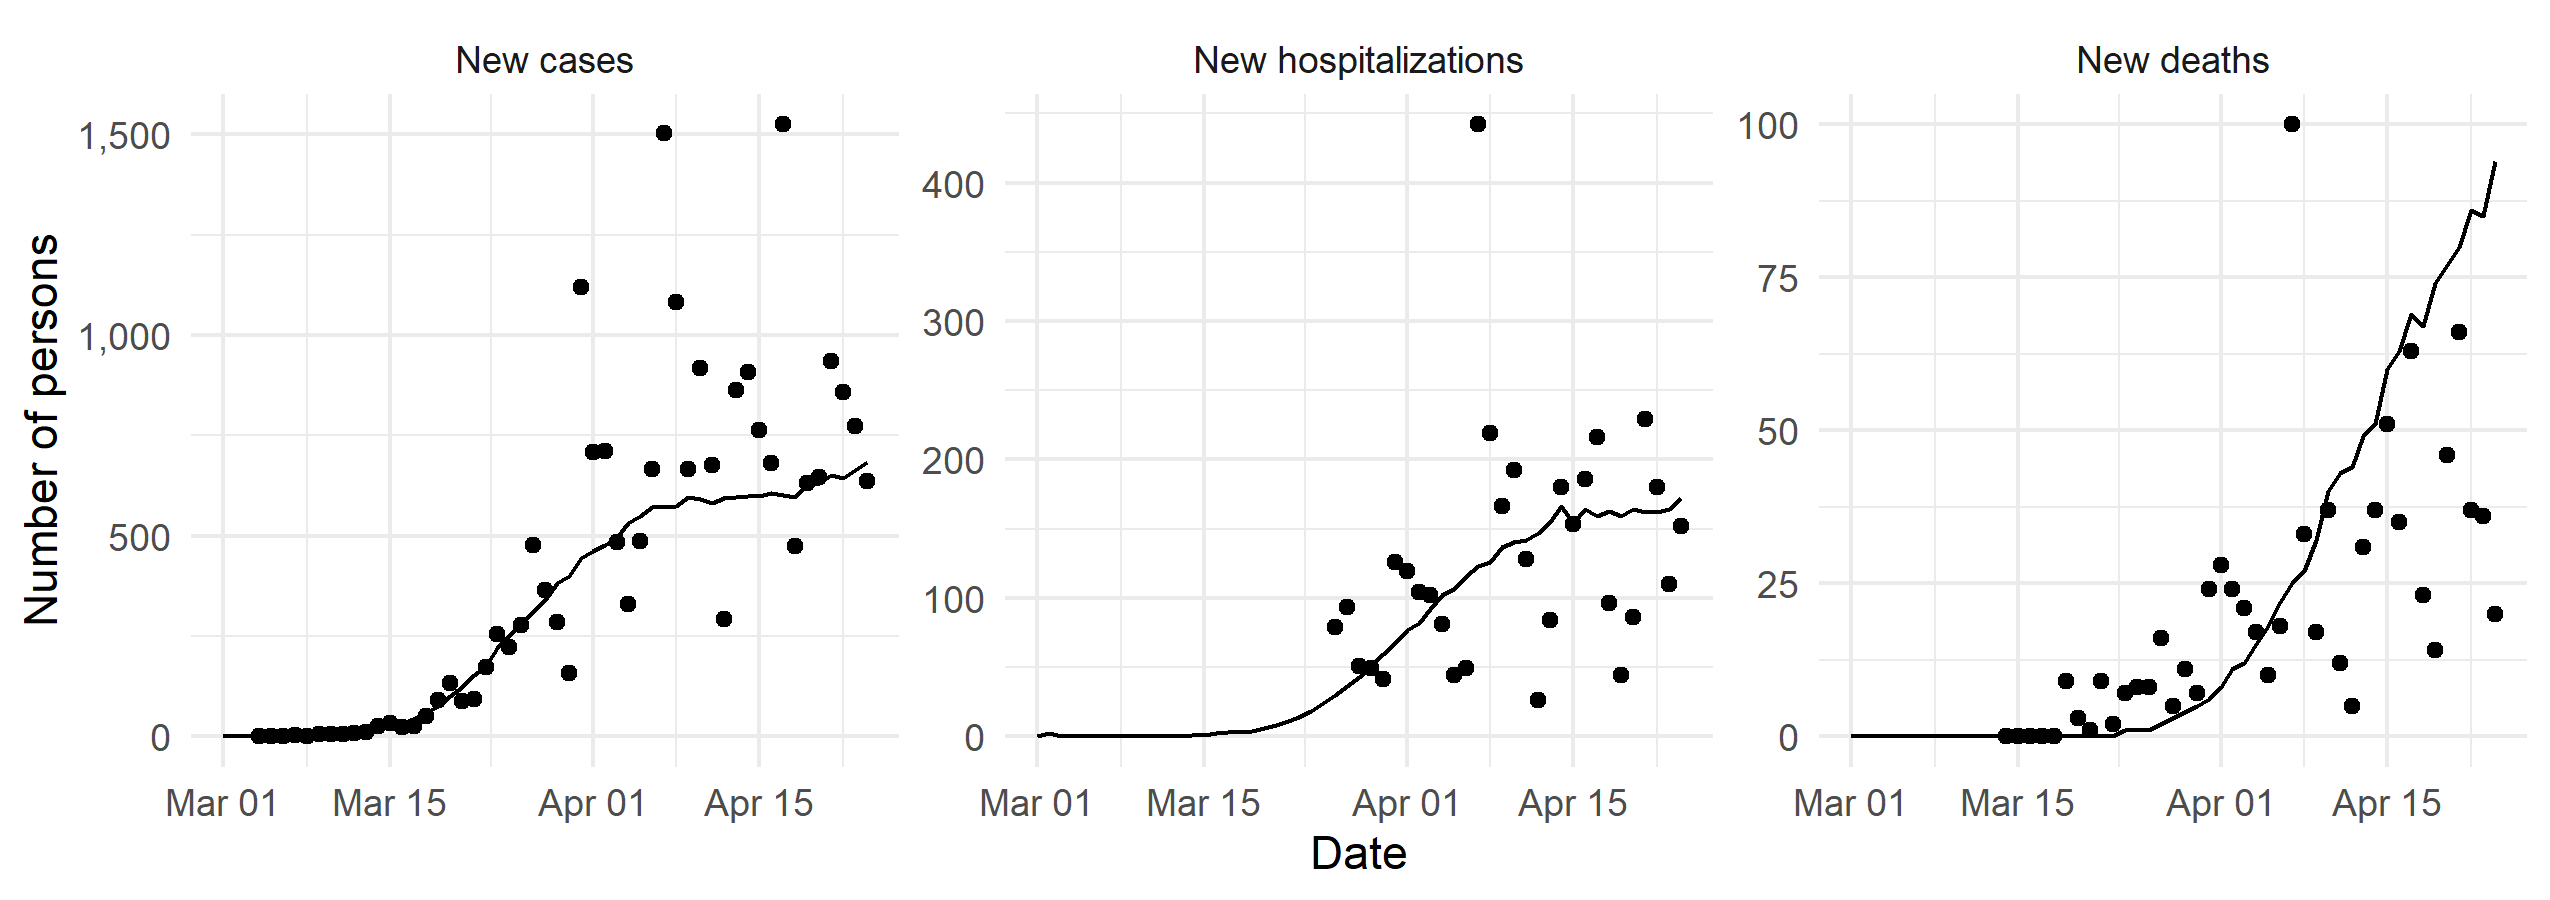 New cases
New hospitalizations
New deaths
Number of persons
1,500
1,000
500
0
400
300
200
100
0
100
75
50
25
0
Mar 01 Mar 15 Apr 01 Apr 15
Mar 01 Mar 15 Apr 01 Apr 15
Mar 01 Mar 15 Apr 01 Apr 15
Date